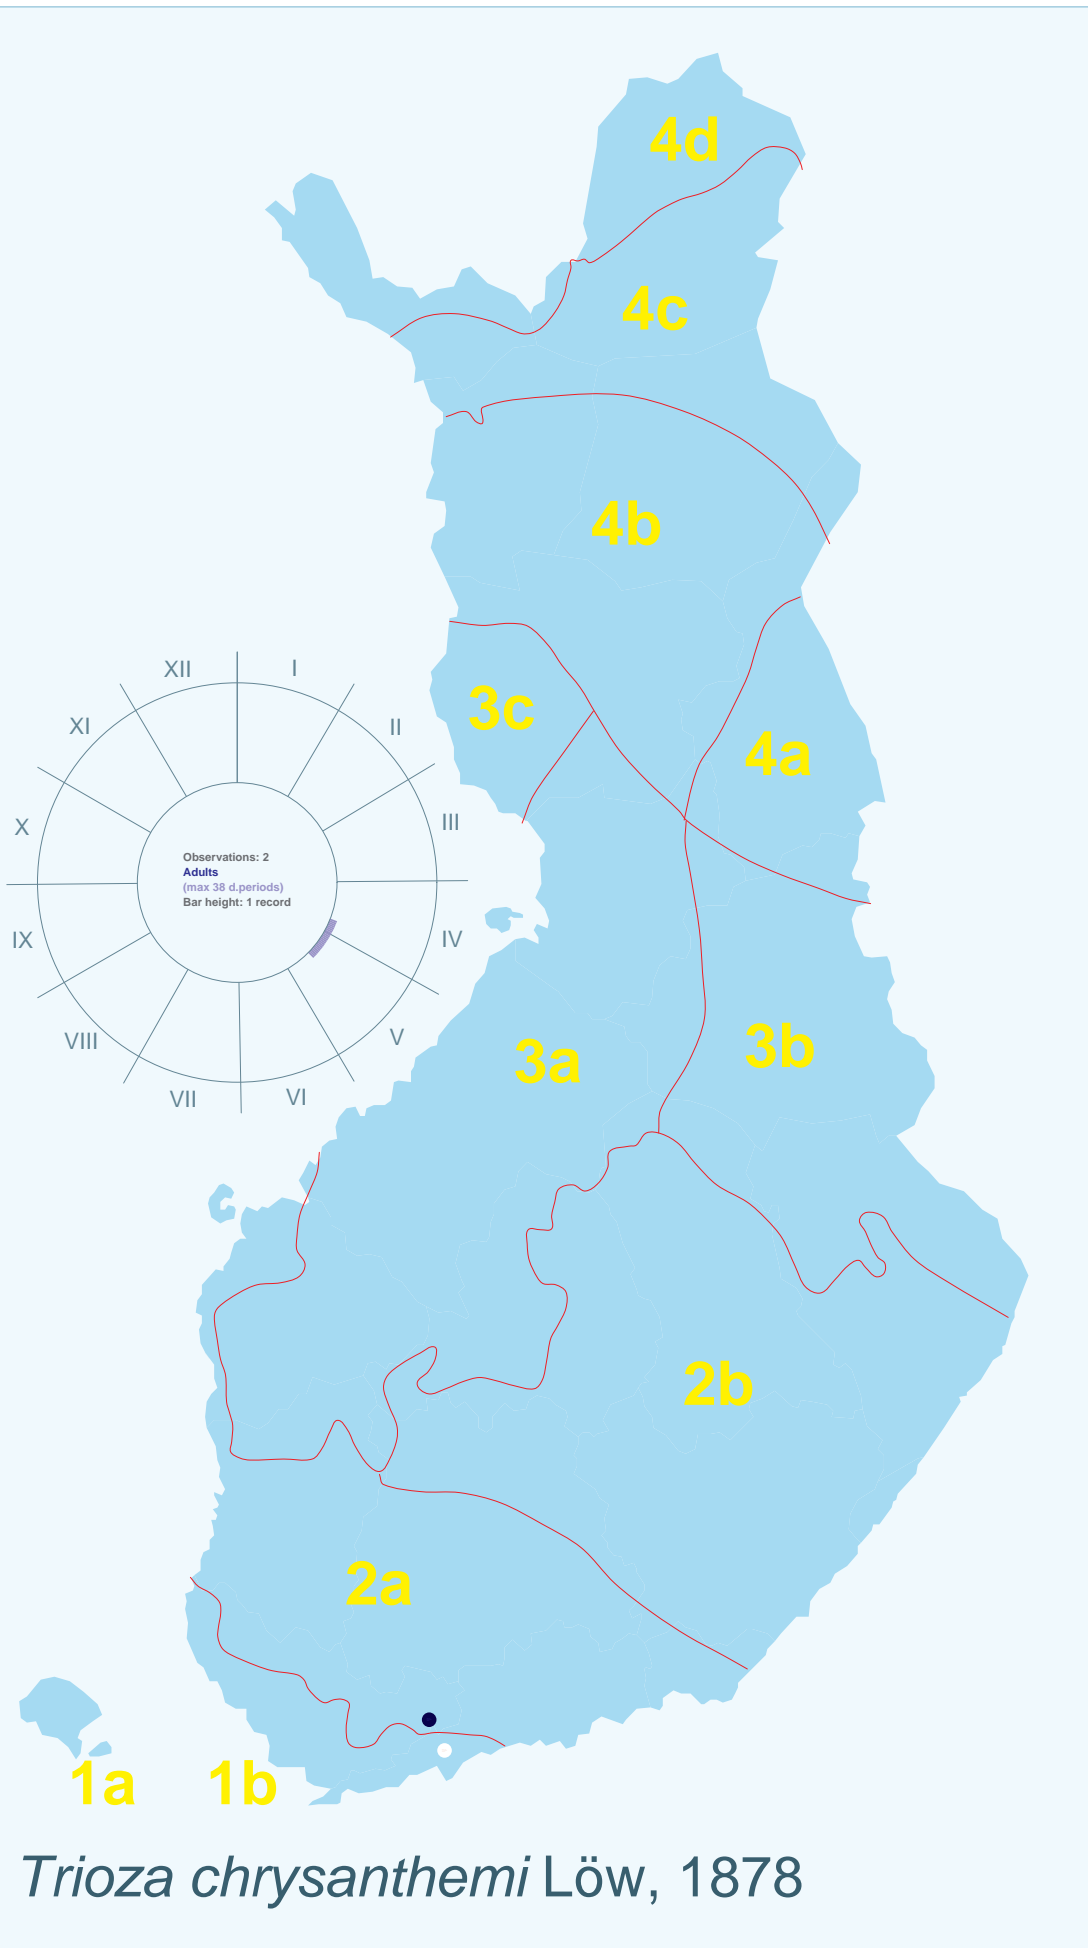 4d
4c
4b
3c
4a
XII
I
XI
II
X
III
Observations: 2
Adults
(max 38 d.periods)
Bar height: 1 record
IX
IV
VIII
V
VII
VI
3a
3b
2b
2a
1a
1b
Trioza chrysanthemi Löw, 1878